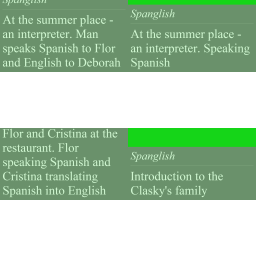 Spanglish
At the summer place -
an interpreter. Man
speaks Spanish to Flor
and English to Deborah
Spanglish
At the summer place -
an interpreter. Speaking
Spanish
Flor and Cristina at the
restaurant. Flor
speaking Spanish and
Cristina translating
Spanish into English
Spanglish
Introduction to the
Clasky's family